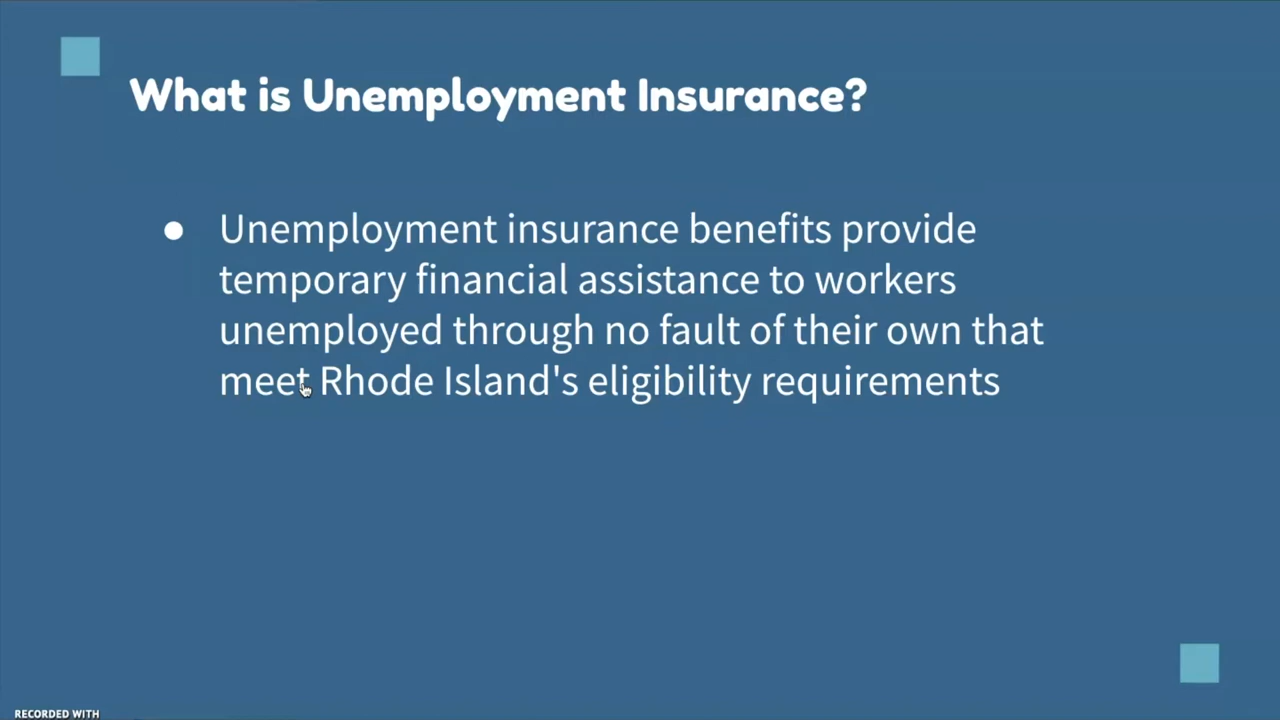 What is Unemployment Insurance?
● Unemployment insurance benefits provide
temporary financial assistance to workers
unemployed through no fault of their own that
meet Rhode Island's eligibility requirements
RECORDED WITH